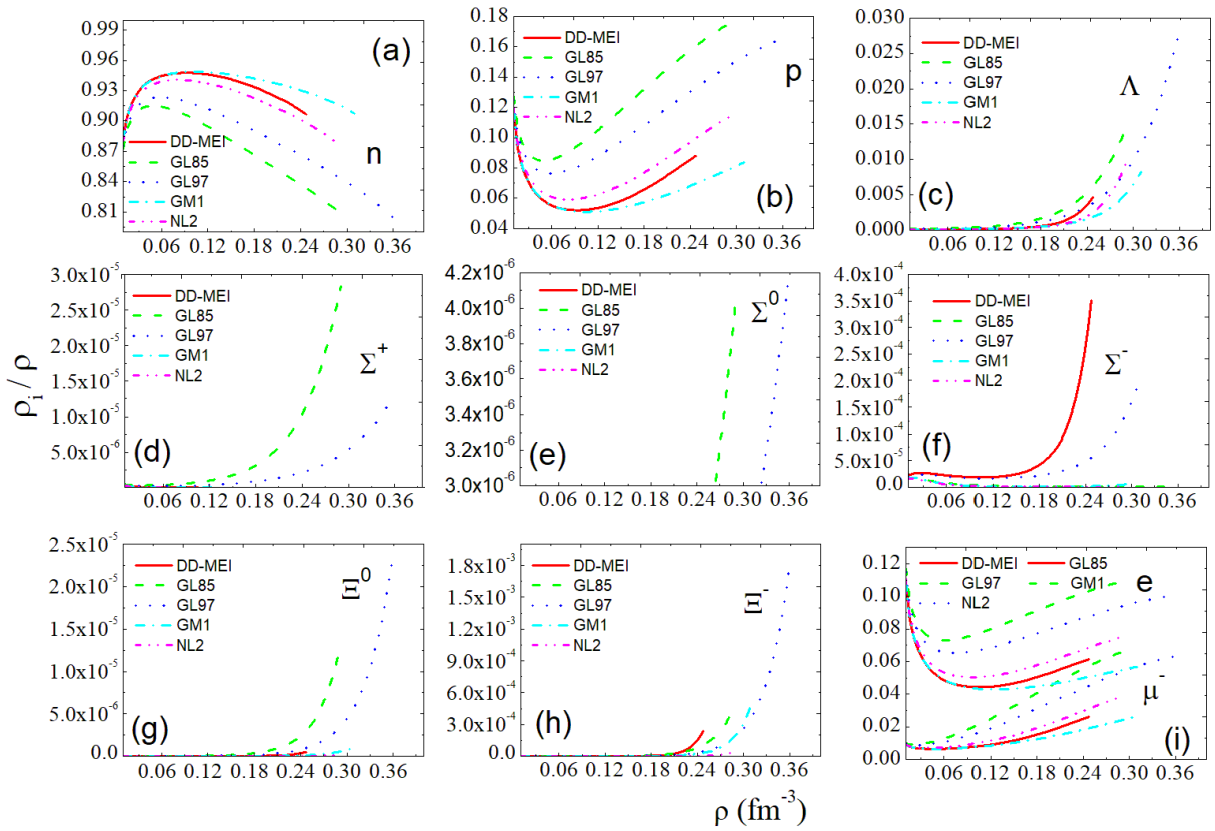 (a)
n
DD-MEI
GL85
GL97
GM1
NL2
0.99
0.96
0.93
0.90
0.87
0.84
0.81
0.06 0.12 0.18 0.24 0.30 0.36
(b)
p
DD-MEI
GL85
GL97
GM1
NL2
0.18
0.16
0.14
0.12
0.10
0.08
0.06
0.04
0.06 0.12 0.18 0.24 0.30 0.36
(c)
Λ
DD-MEI
GL85
GL97
GM1
NL2
0.030
0.025
0.020
0.015
0.010
0.005
0.000
0.06 0.12 0.18 0.24 0.30 0.36
ρi / ρ
(d)
Σ+
DD-MEI
GL85
GL97
GM1
NL2
3.0x10-5
2.5x10-5
2.0x10-5
1.5x10-5
1.0x10-5
5.0x10-6
0.06 0.12 0.18 0.24 0.30 0.36
(e)
Σ0
DD-MEI
GL85
GL97
GM1
NL2
4.2x10-6
4.0x10-6
3.8x10-6
3.6x10-6
3.4x10-6
3.2x10-6
3.0x10-6
0.06 0.12 0.18 0.24 0.30 0.36
(f)
Σ-
DD-MEI
GL85
GL97
GM1
NL2
4.0x10-4
3.5x10-4
3.0x10-4
2.5x10-4
2.0x10-4
1.5x10-4
1.0x10-4
5.0x10-5
0.0
0.06 0.12 0.18 0.24 0.30 0.36
(g)
Ξ0
DD-MEI
GL85
GL97
GM1
NL2
2.5x10-5
2.0x10-5
1.5x10-5
1.0x10-5
5.0x10-6
0.0
0.06 0.12 0.18 0.24 0.30 0.36
(h)
Ξ-
DD-MEI
GL85
GL97
GM1
NL2
1.8x10-3
1.5x10-3
1.2x10-3
9.0x10-4
6.0x10-4
3.0x10-4
0.0
0.06 0.12 0.18 0.24 0.30 0.36
(i)
e
μ-
DD-MEI GL85
GL97 GM1
NL2
0.12
0.10
0.08
0.06
0.04
0.02
0.00
0.06 0.12 0.18 0.24 0.30 0.36
ρ (fm-3)